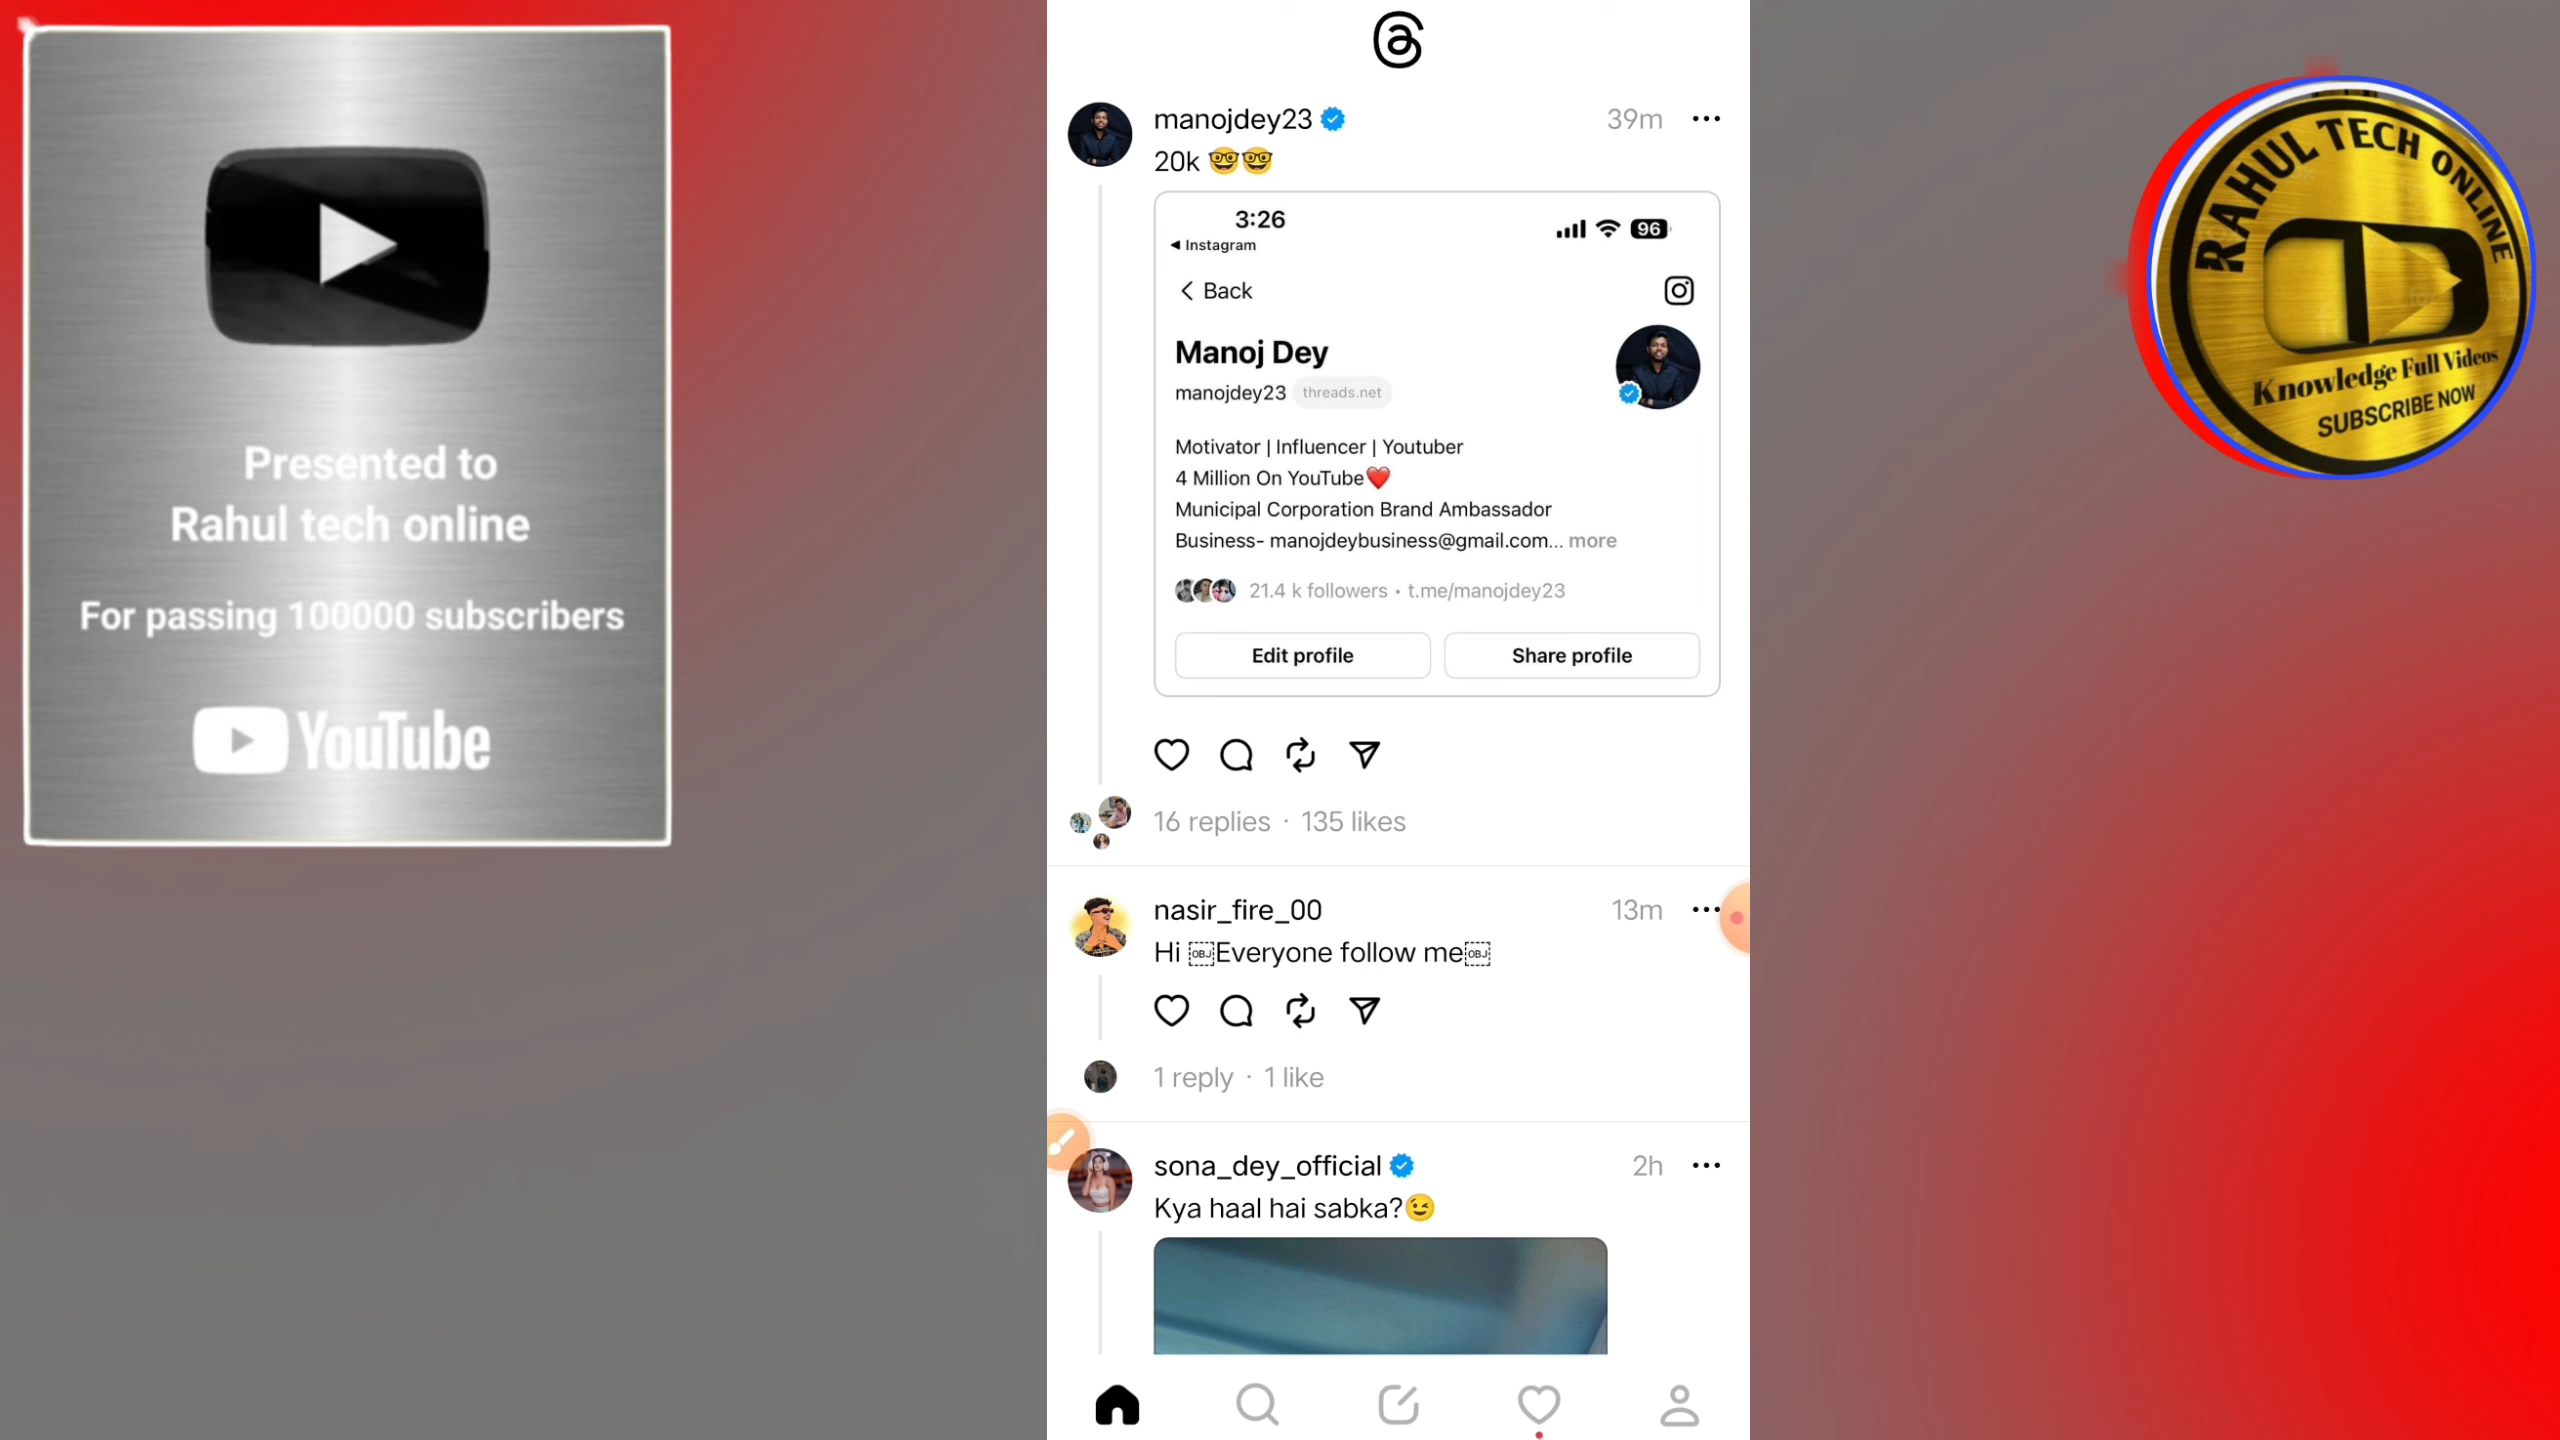 Presented to
Rahul tech online
For passing 100000 subscribers
YouTube
manojdey23
39m
20k 🤓🤓
3:26
96
◀ Instagram
Back
Manoj Dey
manojdey23 threads.net
Motivator | Influencer | Youtuber
4 Million On YouTube❤️
Municipal Corporation Brand Ambassador
Business- manojdeybusiness@gmail.com... more
21.4 k followers • t.me/manojdey23
Edit profile
Share profile
16 replies · 135 likes
nasir_fire_00
13m
Hi ￼Everyone follow me￼
1 reply · 1 like
sona_dey_official
2h
Kya haal hai sabka?😉
RAHUL TECH ONLINE
Knowledge Full Videos
SUBSCRIBE NOW